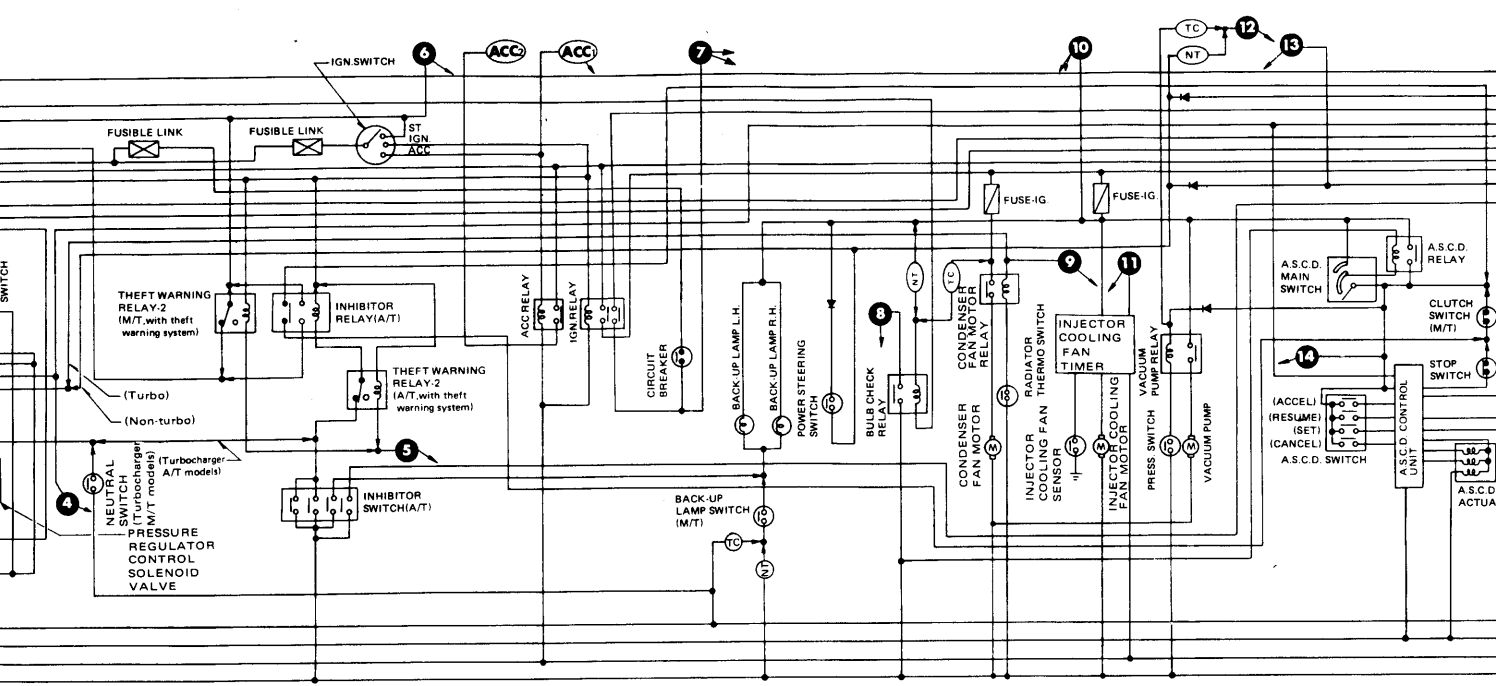 6
ACC2
ACC1
7
10
TC
12
NT
13
IGN.SWITCH
FUSIBLE LINK
FUSIBLE LINK
ST
IGN.
ACC
FUSE-IG.
FUSE-IG.
SWITCH
THEFT WARNING
RELAY-2
(M/T,with theft
warning system)
INHIBITOR
RELAY(A/T)
ACC RELAY
IGN.RELAY
CIRCUIT
BREAKER
BACK-UP LAMP L.H.
BACK-UP LAMP R.H.
POWER STEERING
SWITCH
8
BULB CHECK
RELAY
NT
TC
CONDENSER
FAN MOTOR
RELAY
9
11
RADIATOR
THERMO SWITCH
INJECTOR
COOLING
FAN
TIMER
VACUUM
PUMP RELAY
A.S.C.D.
MAIN
SWITCH
A.S.C.D.
RELAY
CLUTCH
SWITCH
(M/T)
14
STOP
SWITCH
(Turbo)
(Non-turbo)
THEFT WARNING
RELAY-2
(A/T,with theft
warning system)
(ACCEL)
(RESUME)
(SET)
(CANCEL)
A.S.C.D. SWITCH
A.S.C.D. CONTROL
UNIT
CONDENSER
FAN MOTOR
INJECTOR
COOLING FAN
SENSOR
INJECTOR COOLING
FAN MOTOR
PRESS. SWITCH
VACUUM PUMP
M
M
M
5
4
NEUTRAL
SWITCH
(Turbocharger
M/T models)
(Turbocharger
A/T models)
INHIBITOR
SWITCH(A/T)
BACK-UP
LAMP SWITCH
(M/T)
TC
NT
A.S.C.D
ACTUA
PRESSURE
REGULATOR
CONTROL
SOLENOID
VALVE